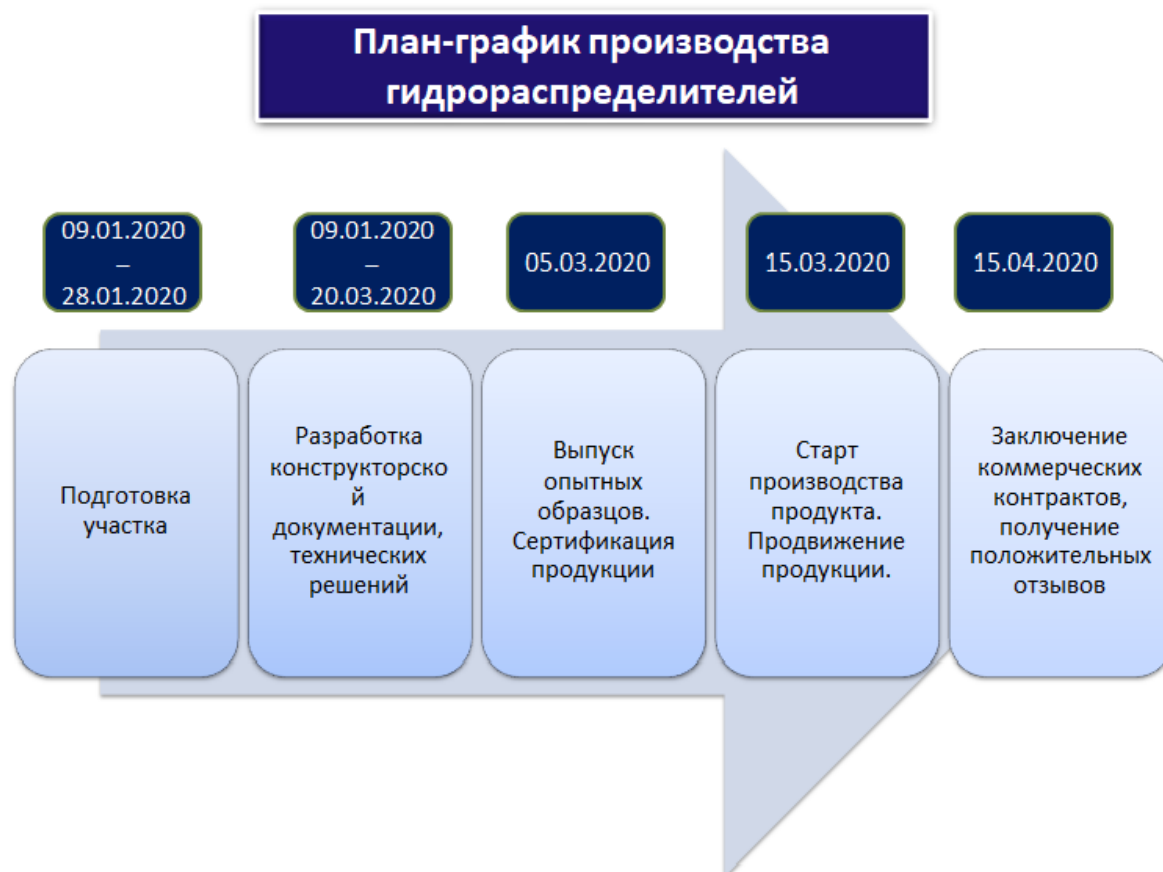 План-график производства
гидрораспределителей
09.01.2020
–
28.01.2020
09.01.2020
–
20.03.2020
05.03.2020
15.03.2020
15.04.2020
Подготовка
участка
Разработка
конструкторско
й
документации,
технических
решений
Выпуск
опытных
образцов.
Сертификация
продукции
Старт
производства
продукта.
Продвижение
продукции.
Заключение
коммерческих
контрактов,
получение
положительных
отзывов